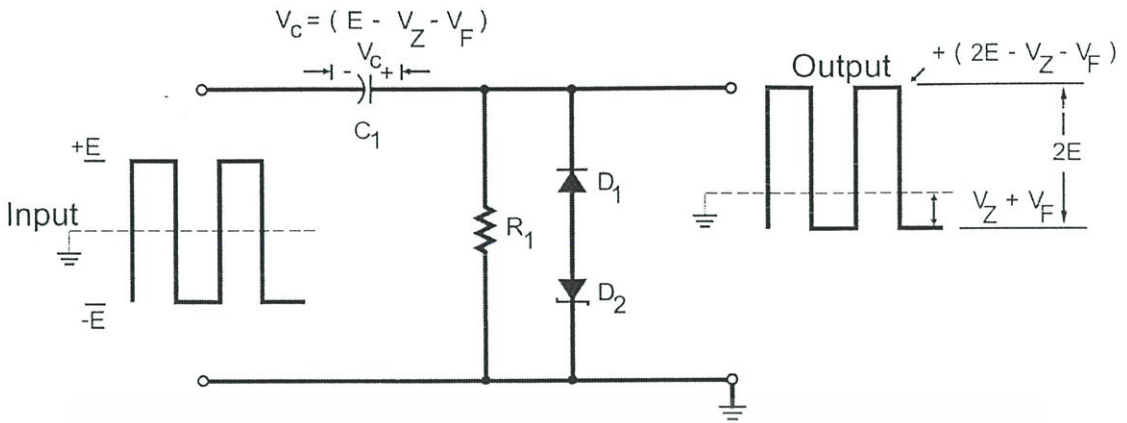 V_C = ( E - V_Z - V_F )
V_C
- +
C_1
Output
+ ( 2E - V_Z - V_F )
+E
2E
Input
R_1
D_1
V_Z + V_F
-E
D_2